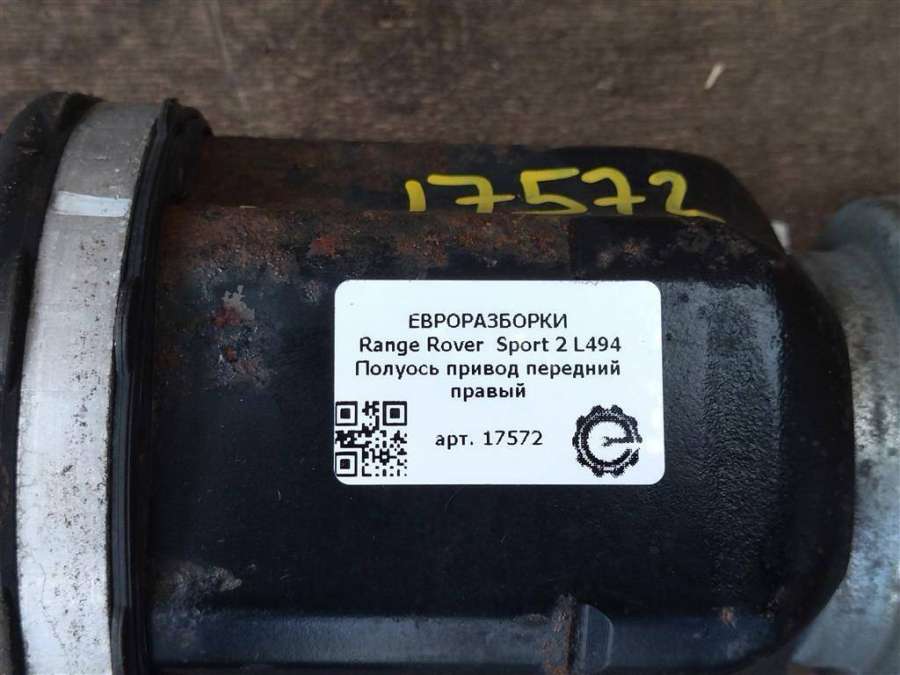 17572
ЕВРОРАЗБОРКИ
Range Rover Sport 2 L494
Полуось привод передний
правый
арт. 17572